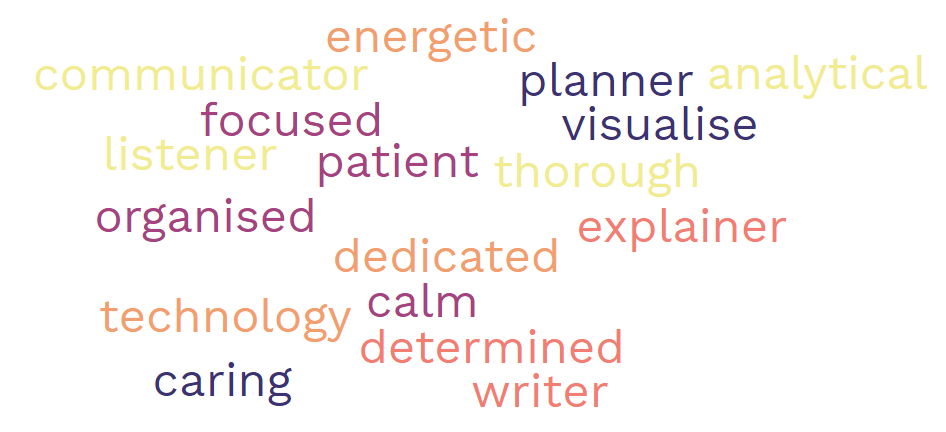 energetic
communicator
planner
analytical
focused
visualise
listener
patient
thorough
organised
explainer
dedicated
technology
calm
determined
caring
writer